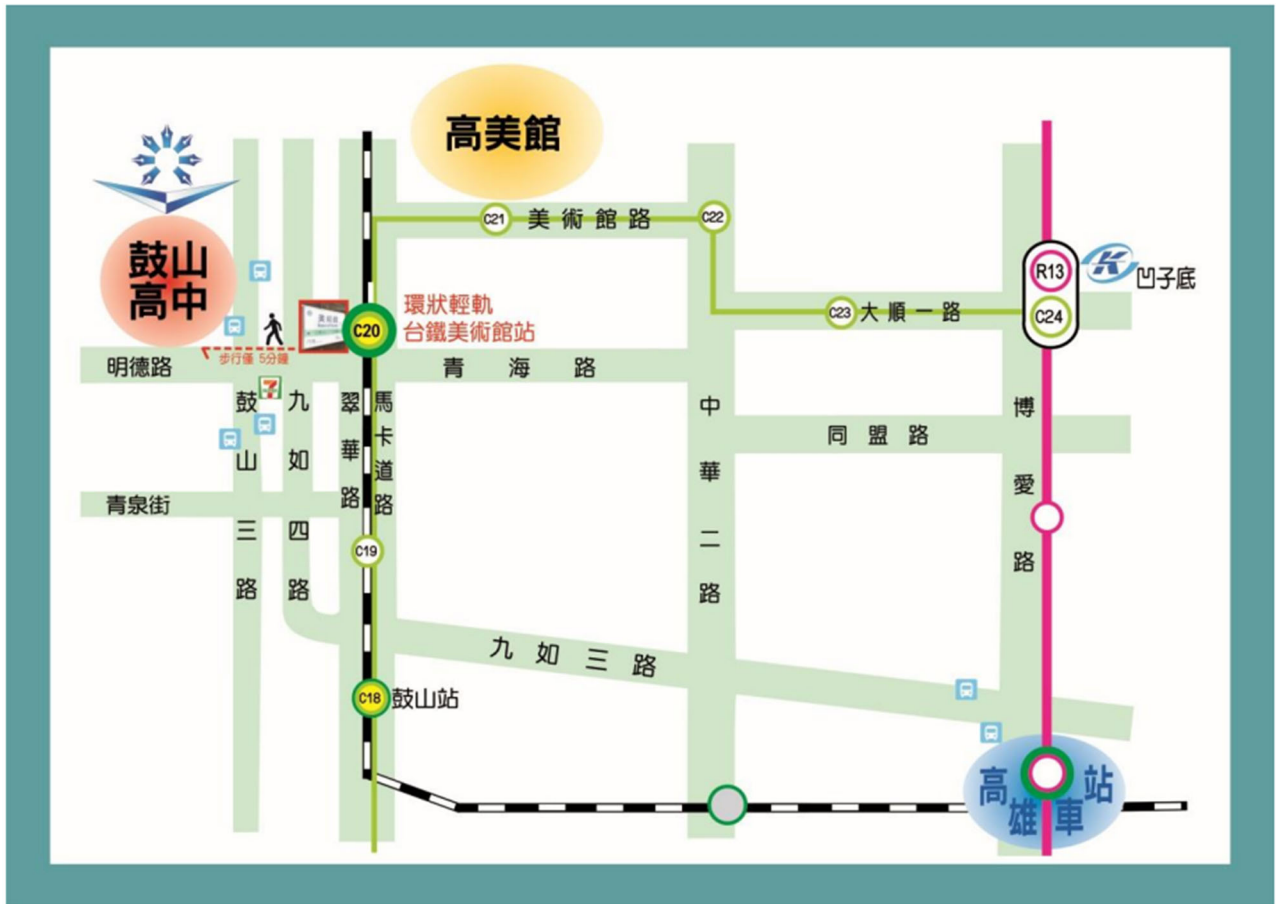 高美館
鼓山
高中
C21
美術館路
C22
R13
凹子底
C24
C23
大順一路
C20
環狀輕軌
台鐵美術館站
步行僅 5分鐘
明德路
青海路
7
鼓山三路
九如四路
翠華路
馬卡道路
中華二路
博愛路
同盟路
青泉街
C19
九如三路
C18
鼓山站
高雄車站